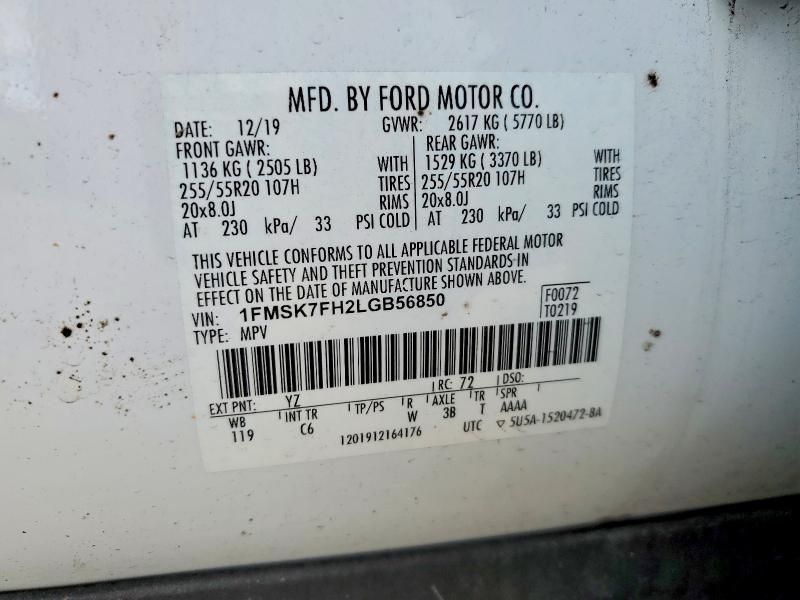 MFD. BY FORD MOTOR CO.
DATE: 12/19 GVWR: 2617 KG ( 5770 LB)
FRONT GAWR: REAR GAWR:
1136 KG ( 2505 LB) WITH 1529 KG ( 3370 LB) WITH
255/55R20 107H TIRES 255/55R20 107H TIRES
20x8.0J RIMS 20x8.0J RIMS
AT 230 kPa/ 33 PSI COLD AT 230 kPa/ 33 PSI COLD
THIS VEHICLE CONFORMS TO ALL APPLICABLE FEDERAL MOTOR
VEHICLE SAFETY AND THEFT PREVENTION STANDARDS IN
EFFECT ON THE DATE OF MANUFACTURE SHOWN ABOVE.
VIN: 1FMSK7FH2LGB56850 F0072
TYPE: MPV T0219
EXT PNT: YZ RC: 72 DSO:
WB INT TR TP/PS R AXLE TR SPR
119 C6 W 3B T AAAA
1201912164176 UTC ▽ 5U5A-1520472-BA